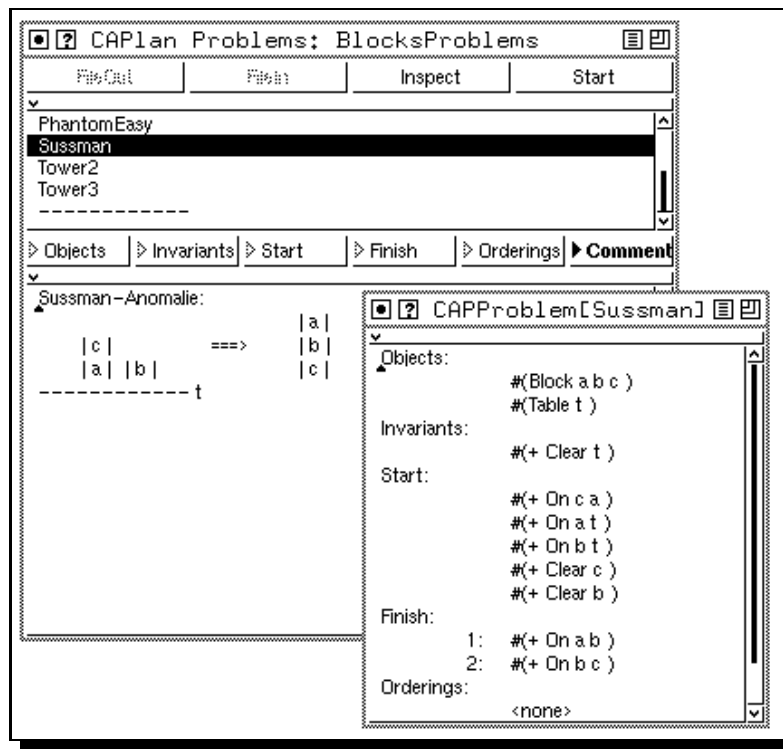 CAPlan Problems: BlocksProblems
FileOut FileIn Inspect Start
PhantomEasy
Sussman
Tower2
Tower3
------------
Objects Invariants Start Finish Orderings Comment
Sussman-Anomalie:
|a|
|c| ===> |b|
|a| |b| |c|
------------ t
CAPProblem[Sussman]
Objects:
#(Block a b c )
#(Table t )
Invariants:
#(+ Clear t )
Start:
#(+ On c a )
#(+ On a t )
#(+ On b t )
#(+ Clear c )
#(+ Clear b )
Finish:
1: #(+ On a b )
2: #(+ On b c )
Orderings:
<none>